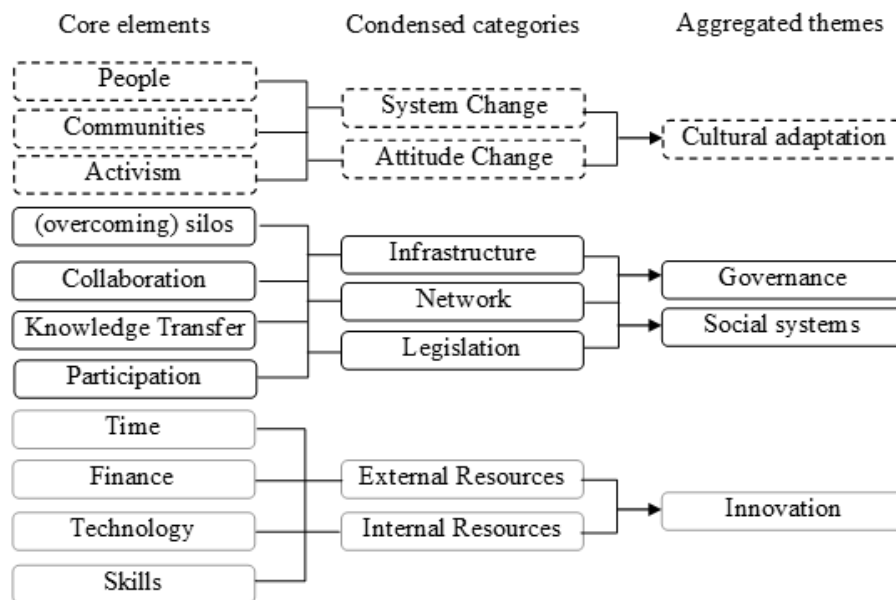 Core elements
Condensed categories
Aggregated themes
People
Communities
Activism
System Change
Attitude Change
Cultural adaptation
(overcoming) silos
Collaboration
Knowledge Transfer
Participation
Infrastructure
Network
Legislation
Governance
Social systems
Time
Finance
Technology
Skills
External Resources
Internal Resources
Innovation